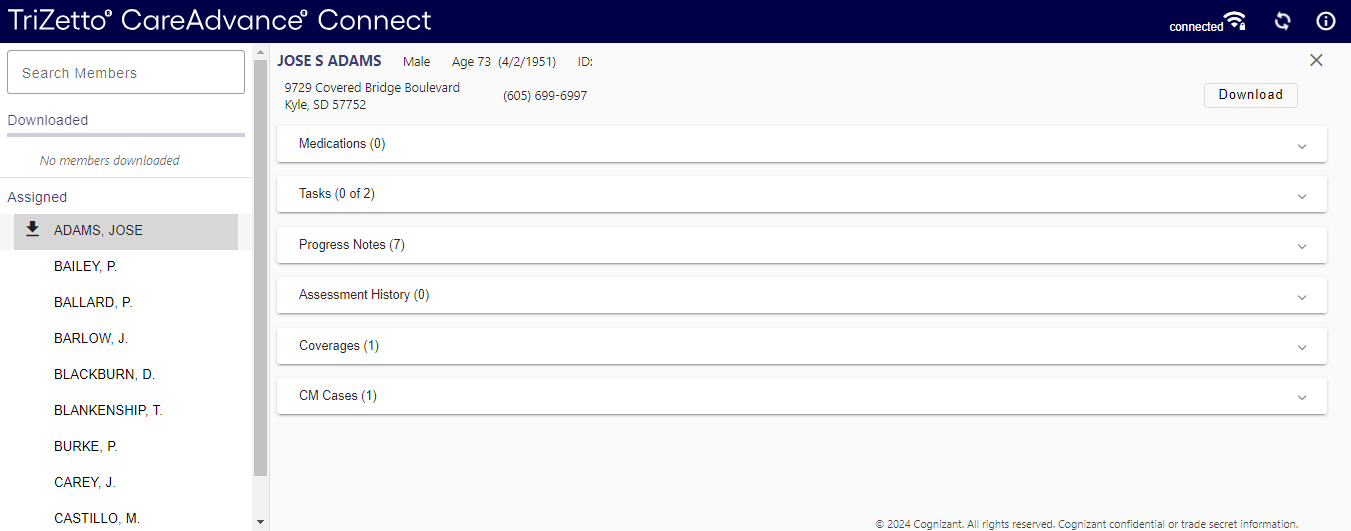 TriZetto® CareAdvance® Connect
connected
Search Members
Downloaded
No members downloaded
Assigned
ADAMS, JOSE
BAILEY, P.
BALLARD, P.
BARLOW, J.
BLACKBURN, D.
BLANKENSHIP, T.
BURKE, P.
CAREY, J.
CASTILLO, M.
JOSE S ADAMS Male Age 73 (4/2/1951) ID:
9729 Covered Bridge Boulevard
Kyle, SD 57752
(605) 699-6997
Download
Medications (0)
Tasks (0 of 2)
Progress Notes (7)
Assessment History (0)
Coverages (1)
CM Cases (1)
© 2024 Cognizant. All rights reserved. Cognizant confidential or trade secret information.